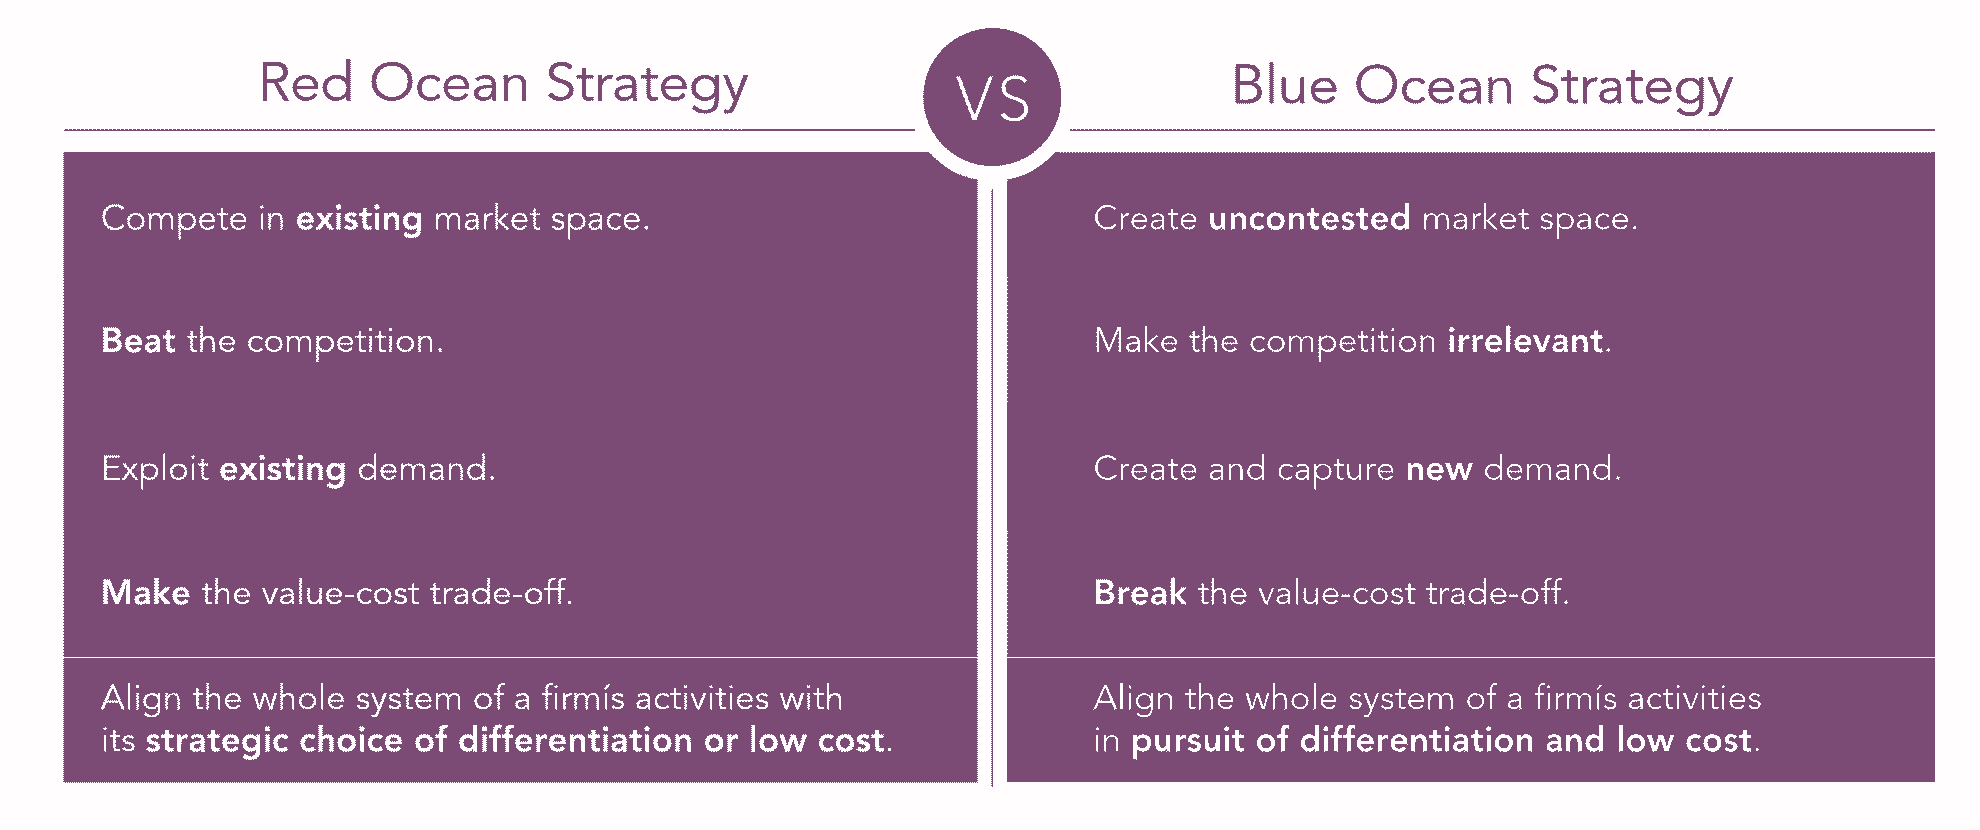 Red Ocean Strategy
VS
Blue Ocean Strategy
Compete in existing market space.
Create uncontested market space.
Beat the competition.
Make the competition irrelevant.
Exploit existing demand.
Create and capture new demand.
Make the value-cost trade-off.
Break the value-cost trade-off.
Align the whole system of a firmís activities with
its strategic choice of differentiation or low cost.
Align the whole system of a firmís activities
in pursuit of differentiation and low cost.